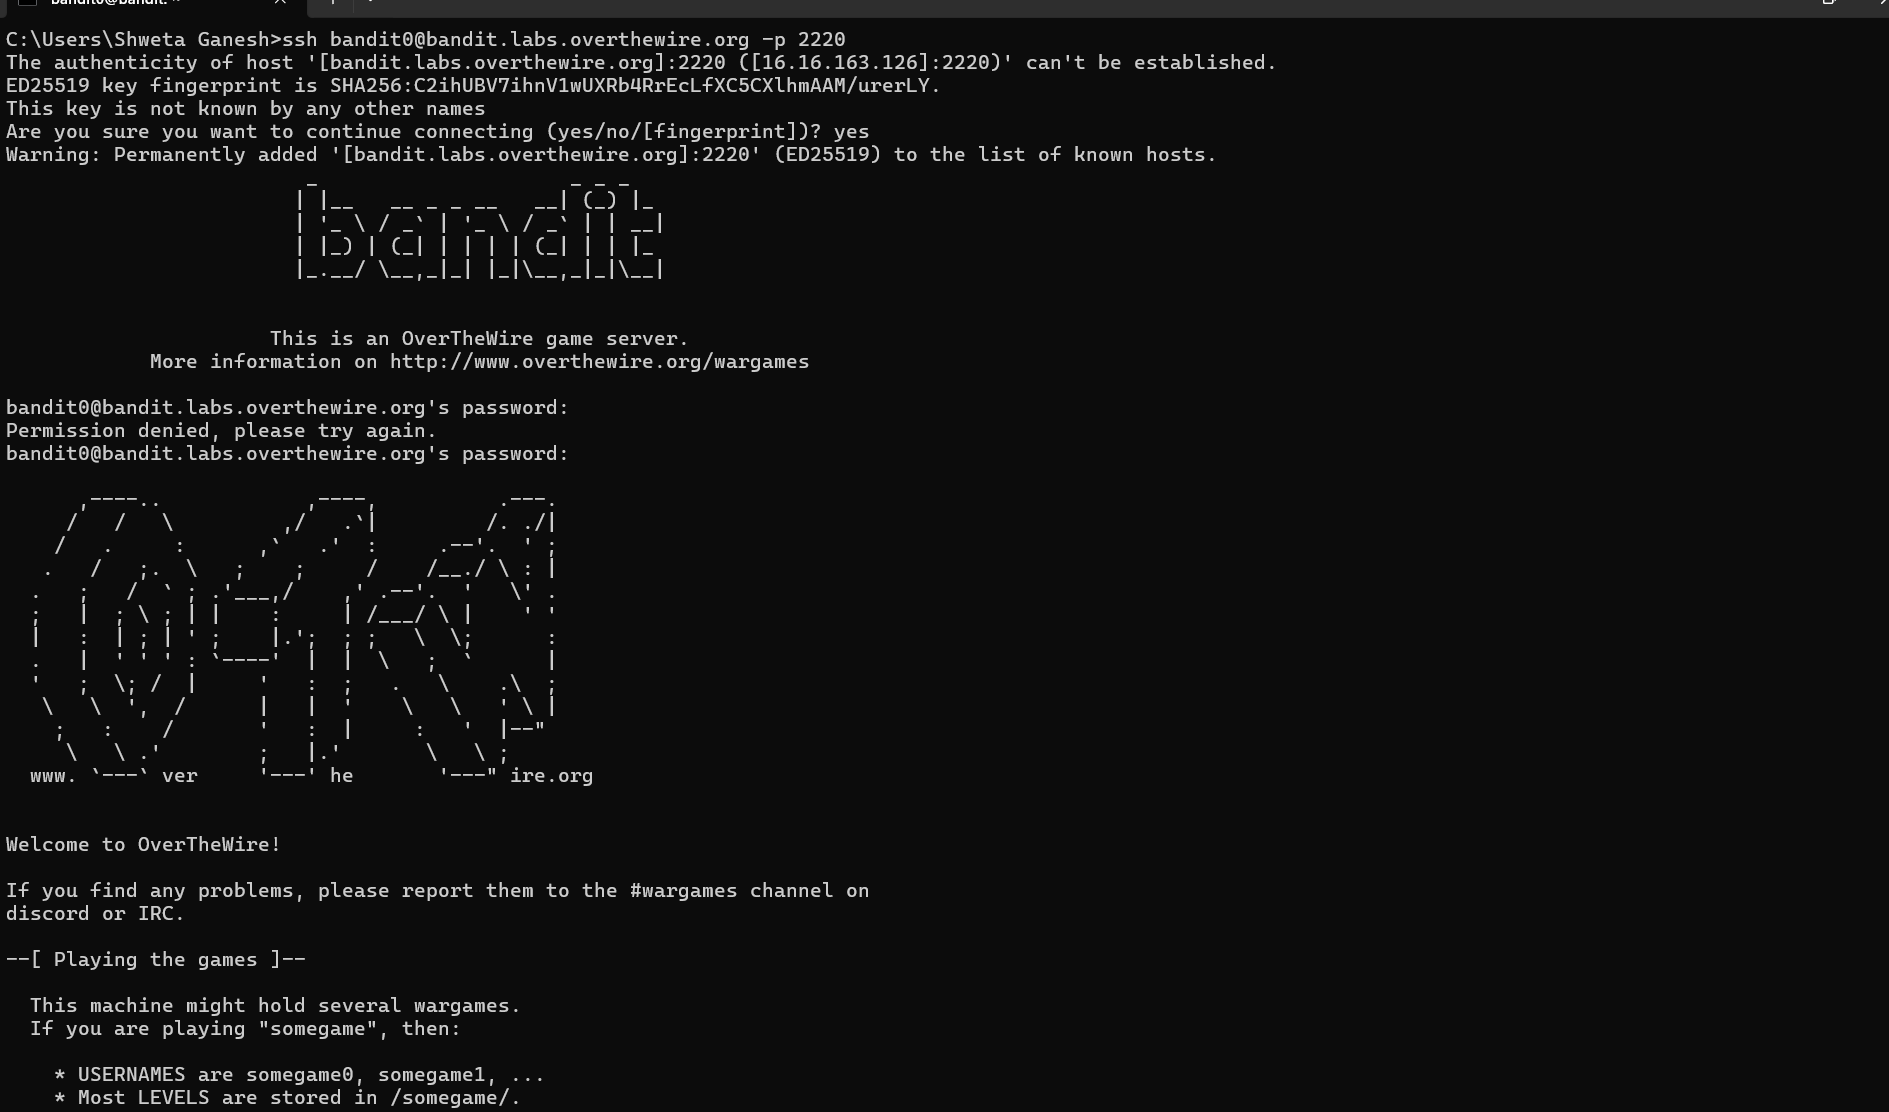 bandit0@bandit: ~
C:\Users\Shweta Ganesh>ssh bandit0@bandit.labs.overthewire.org -p 2220
The authenticity of host '[bandit.labs.overthewire.org]:2220 ([16.16.163.126]:2220)' can't be established.
ED25519 key fingerprint is SHA256:C2ihUBV7ihnV1wUXRb4RrEcLfXC5CXlhmAAM/urerLY.
This key is not known by any other names
Are you sure you want to continue connecting (yes/no/[fingerprint])? yes
Warning: Permanently added '[bandit.labs.overthewire.org]:2220' (ED25519) to the list of known hosts.
bandit
This is an OverTheWire game server.
More information on http://www.overthewire.org/wargames
bandit0@bandit.labs.overthewire.org's password:
Permission denied, please try again.
bandit0@bandit.labs.overthewire.org's password:
www. ver he ire.org
Welcome to OverTheWire!
If you find any problems, please report them to the #wargames channel on
discord or IRC.
--[ Playing the games ]--
This machine might hold several wargames.
If you are playing "somegame", then:
* USERNAMES are somegame0, somegame1, ...
* Most LEVELS are stored in /somegame/.